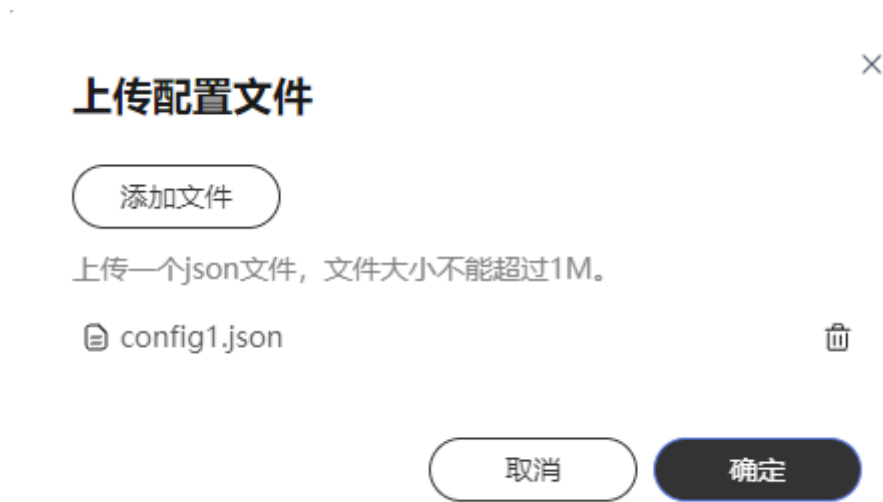 上传配置文件
添加文件
上传一个json文件，文件大小不能超过1M。
config1.json
取消
确定